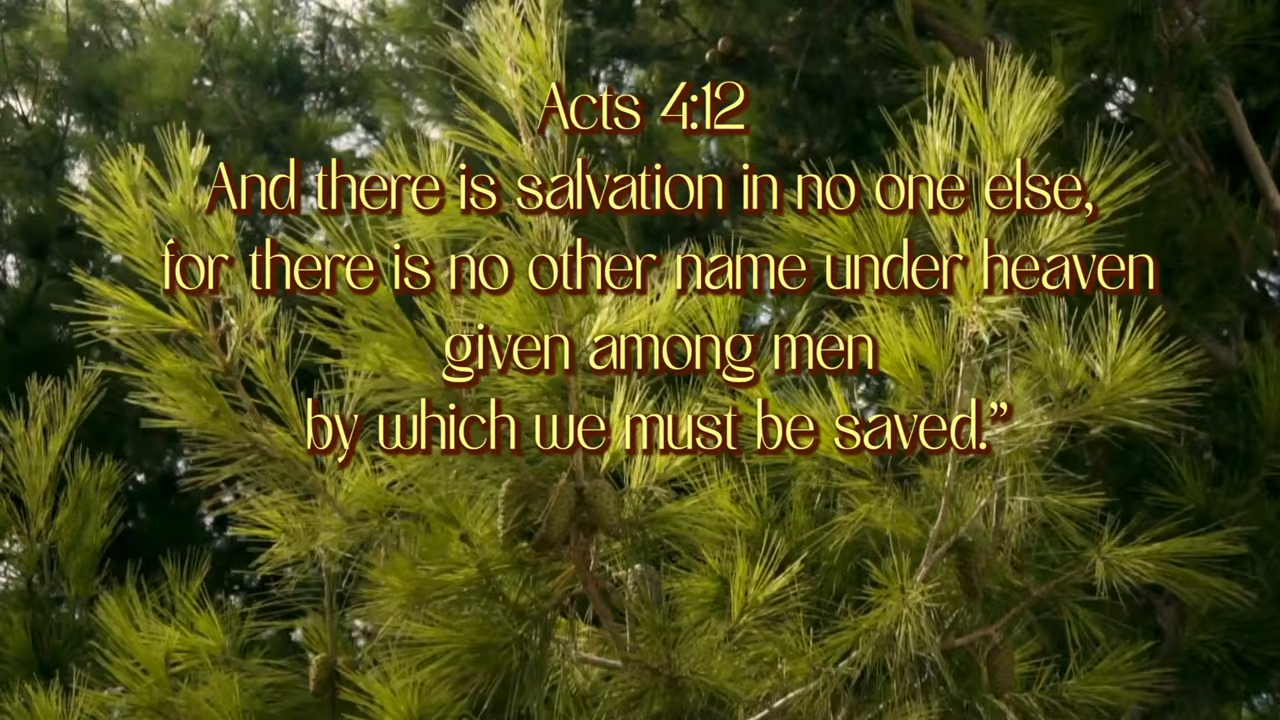 Acts 4:12
And there is salvation in no one else,
for there is no other name under heaven
given among men
by which we must be saved.”